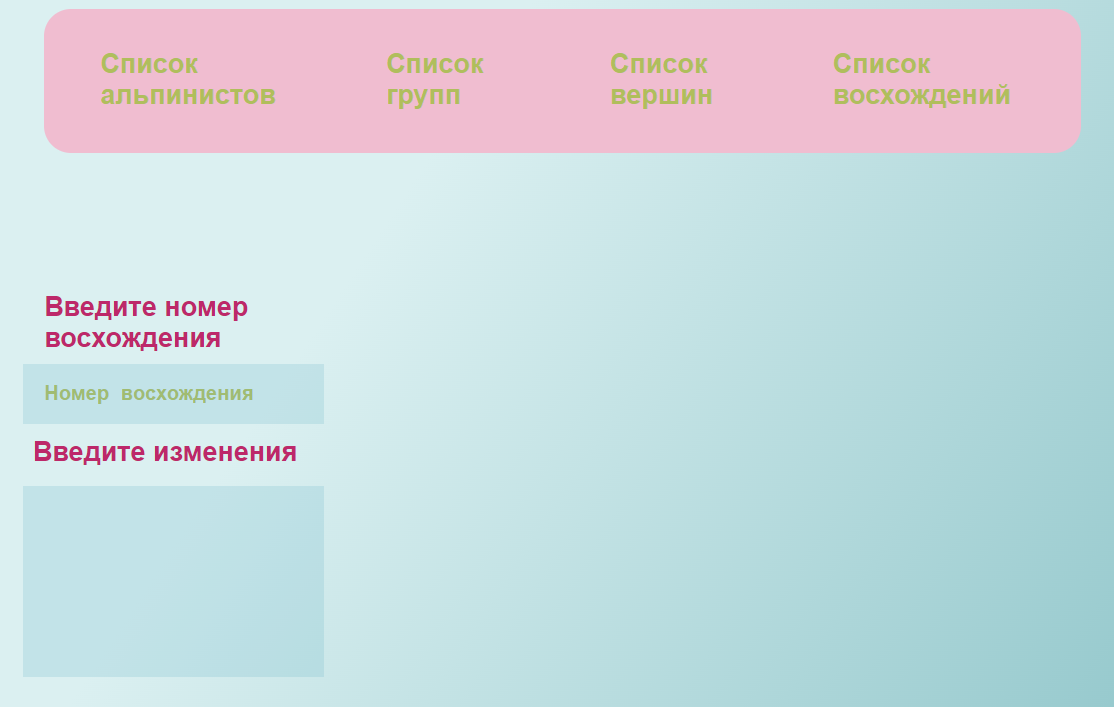 Список
альпинистов
Список
групп
Список
вершин
Список
восхождений
Введите номер
восхождения
Номер  восхождения
Введите изменения